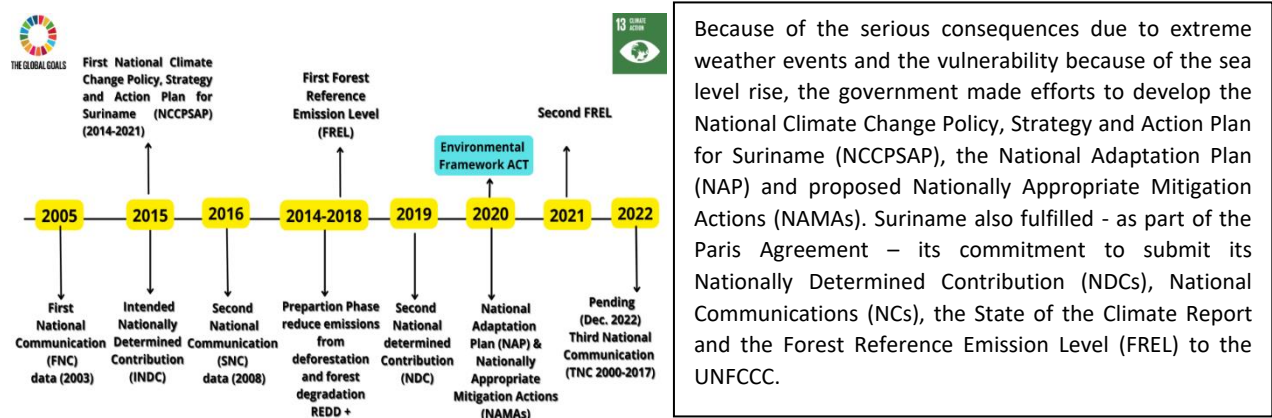 THE GLOBAL GOALS
13 CLIMATE
ACTION
First National Climate
Change Policy, Strategy
and Action Plan for
Suriname (NCCPSAP)
(2014-2021)
First Forest
Reference
Emission Level
(FREL)
Environmental
Framework ACT
Second FREL
2005
2015
2016
2014-2018
2019
2020
2021
2022
First
National
Communication
(FNC)
data (2003)
Intended
Nationally
Determined
Contribution
(INDC)
Second
National
Communication
(SNC)
data (2008)
Prepartion Phase
reduce emissions
from
deforestation
and forest
degradation
REDD +
Second
National
determined
Contribution
(NDC)
National
Adaptation
Plan (NAP) &
Nationally
Appropriate
Mitigation Actions
(NAMAs)
Pending
(Dec. 2022)
Third National
Communication
(TNC 2000-2017)
Because of the serious consequences due to extreme
weather events and the vulnerability because of the sea
level rise, the government made efforts to develop the
National Climate Change Policy, Strategy and Action Plan
for Suriname (NCCPSAP), the National Adaptation Plan
(NAP) and proposed Nationally Appropriate Mitigation
Actions (NAMAs). Suriname also fulfilled - as part of the
Paris Agreement – its commitment to submit its
Nationally Determined Contribution (NDCs), National
Communications (NCs), the State of the Climate Report
and the Forest Reference Emission Level (FREL) to the
UNFCCC.